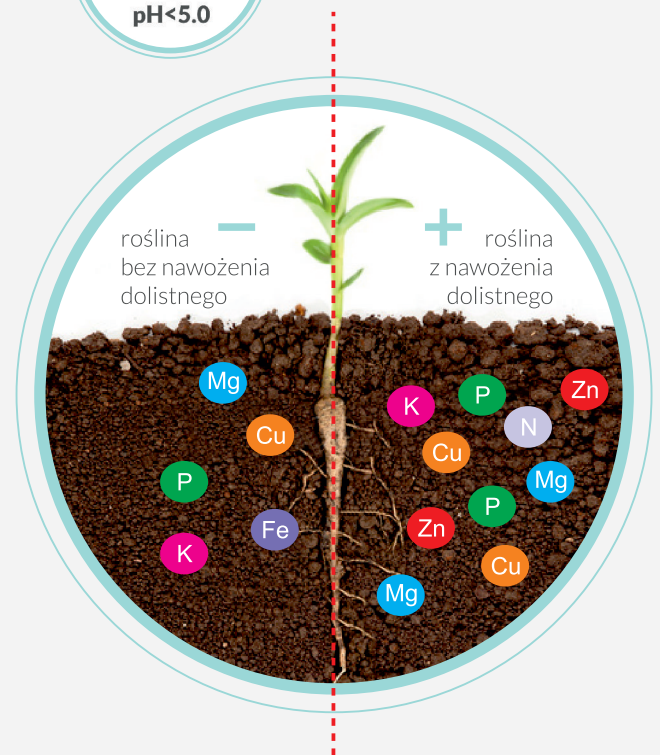 pH<5.0
−
roślina
bez nawożenia
dolistnego
+
roślina
z nawożenia
dolistnego
Mg
Cu
P
Fe
K
K
P
Zn
N
Cu
Mg
P
Zn
Cu
Mg